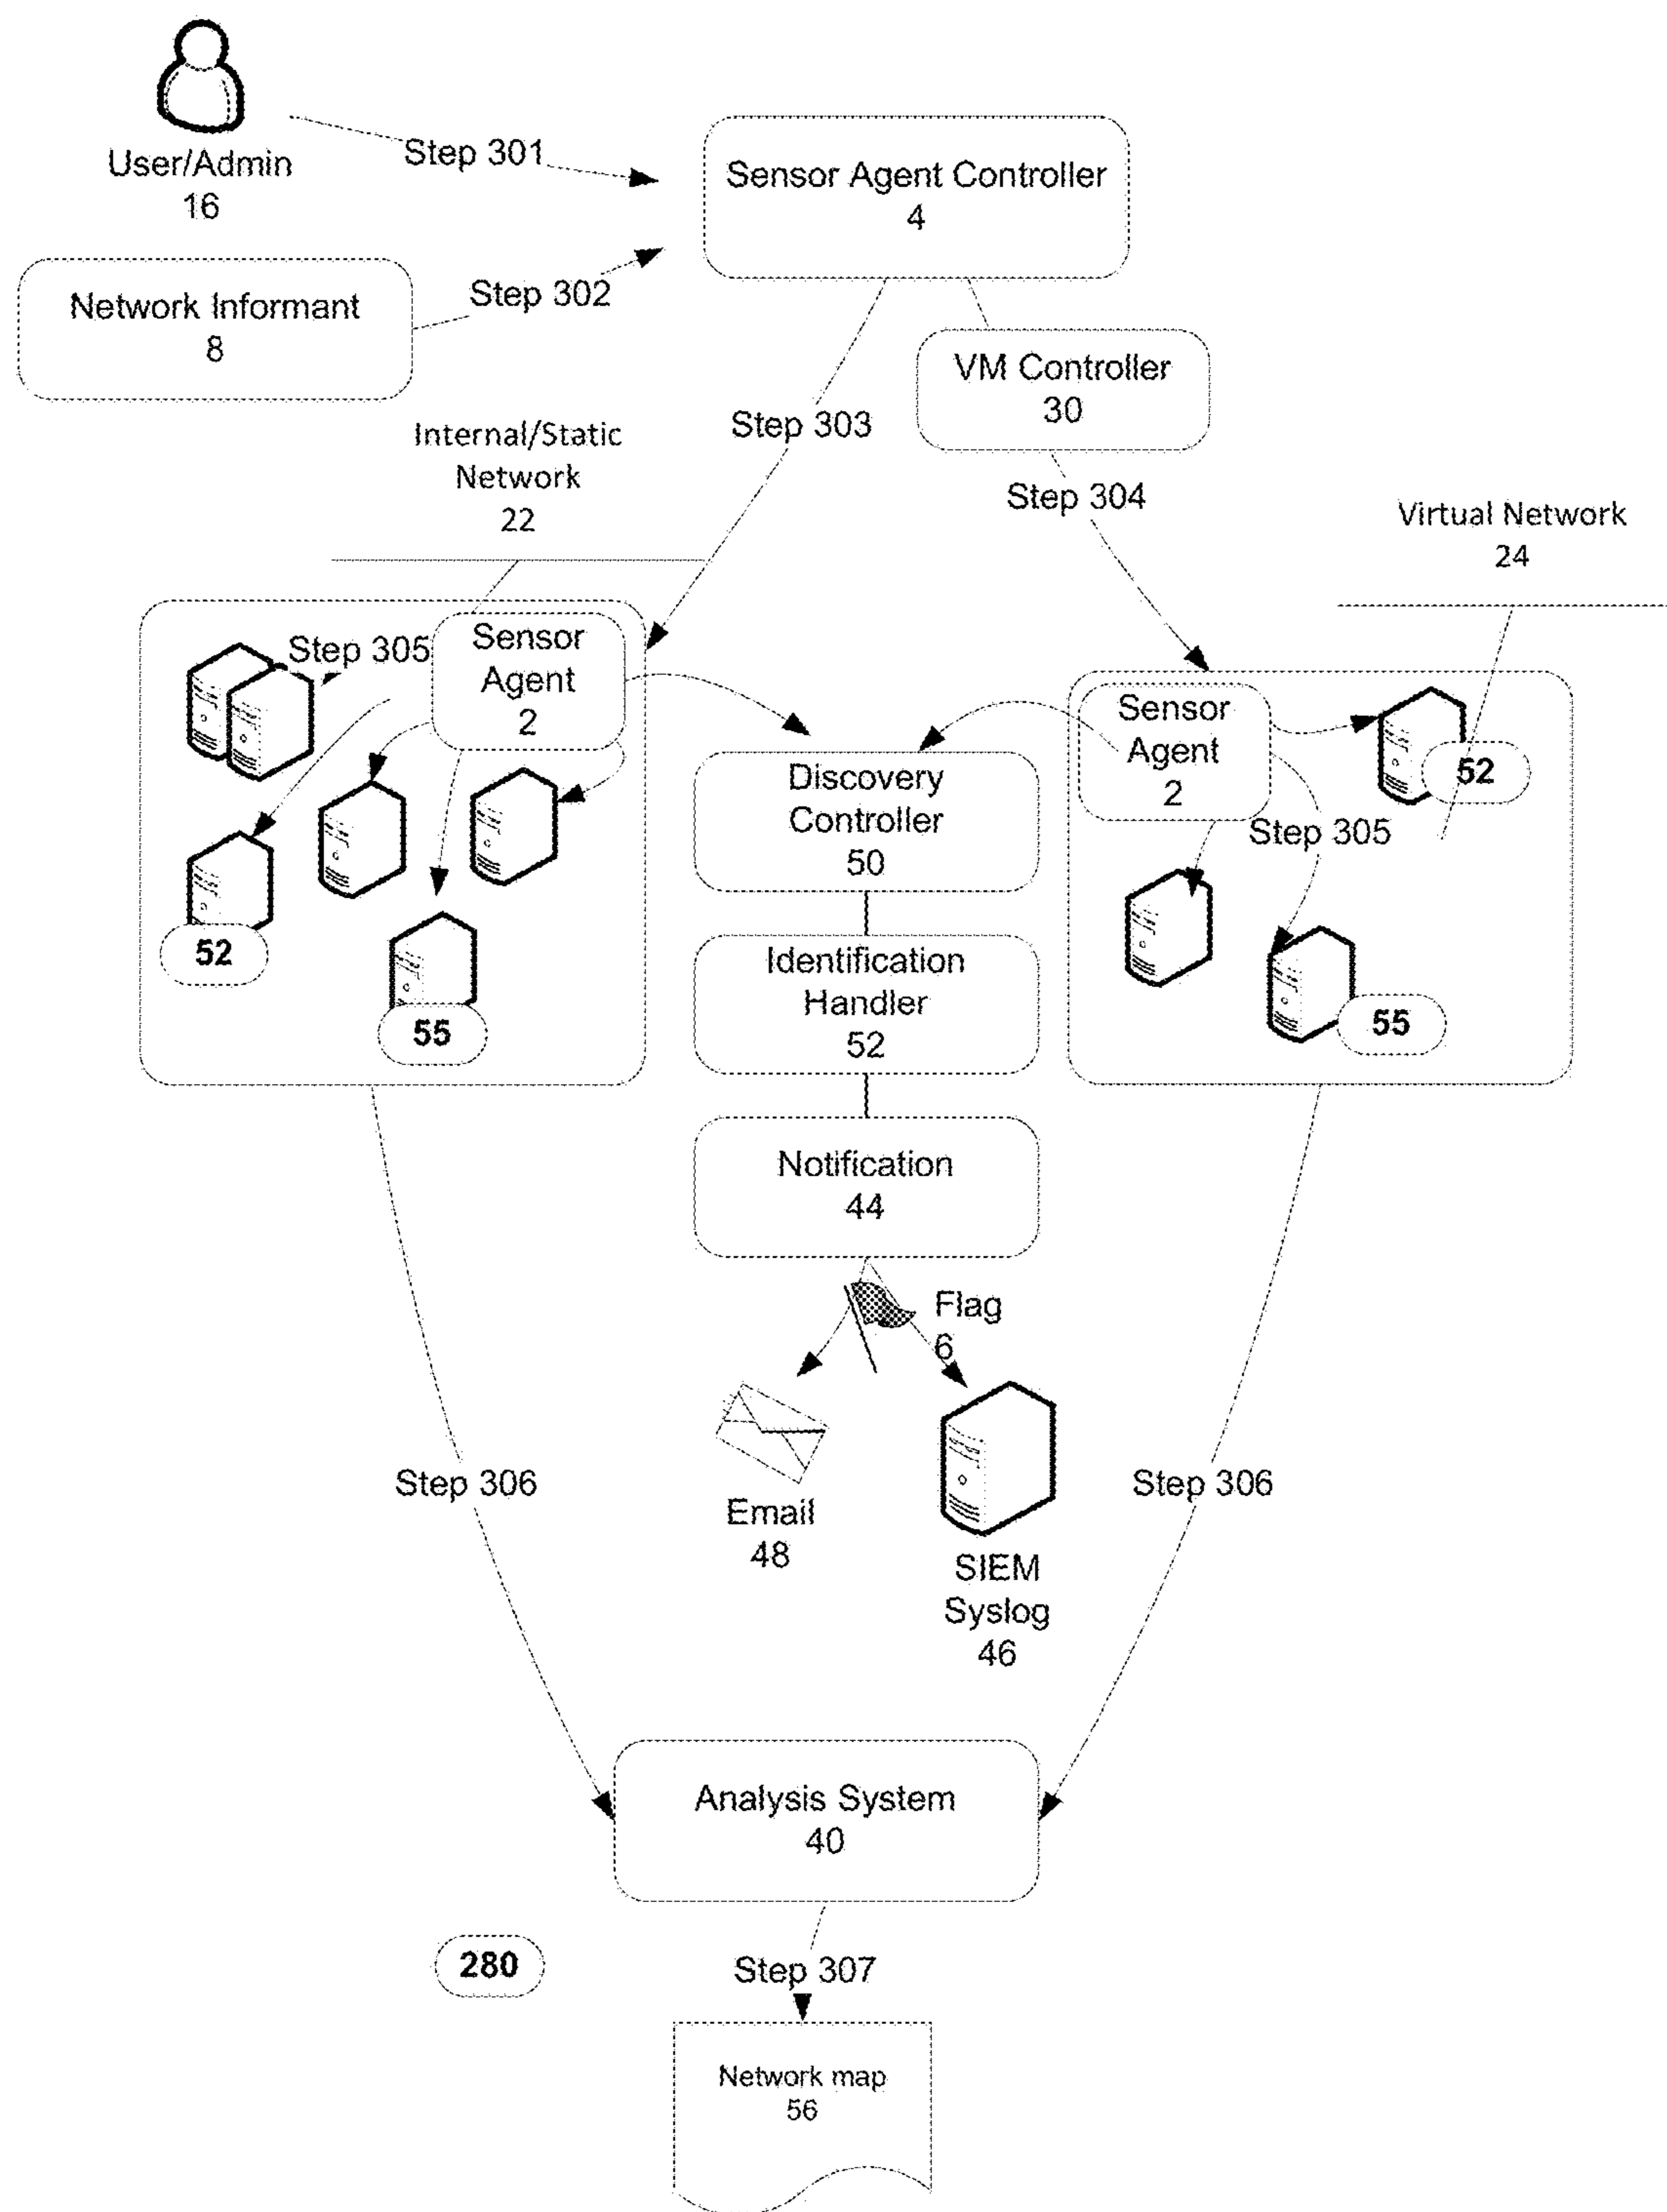 User/Admin
16
Step 301
Sensor Agent Controller
4
Network Informant
8
Step 302
VM Controller
30
Step 303
Step 304
Internal/Static
Network
22
Virtual Network
24
Step 305
Sensor
Agent
2
52
55
Sensor
Agent
2
Step 305
52
55
Discovery
Controller
50
Identification
Handler
52
Notification
44
Flag
6
Email
48
SIEM
Syslog
46
Step 306
Step 306
Analysis System
40
280
Step 307
Network map
56